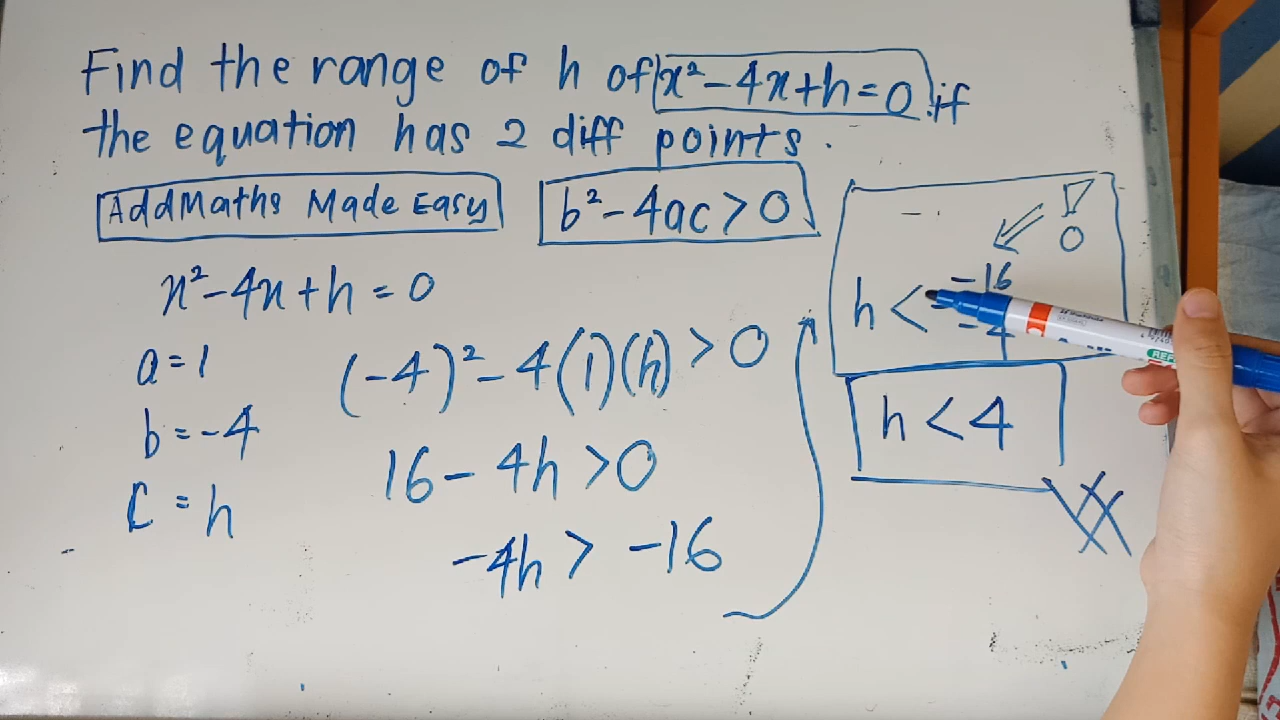 Find the range of h of x² - 4x + h = 0 if
the equation has 2 diff points.
AddMaths Made Easy
b² - 4ac > 0
x² - 4x + h = 0
a = 1
b = -4
c = h
(-4)² - 4(1)(h) > 0
16 - 4h > 0
-4h > -16
!
h < -16
-4
h < 4